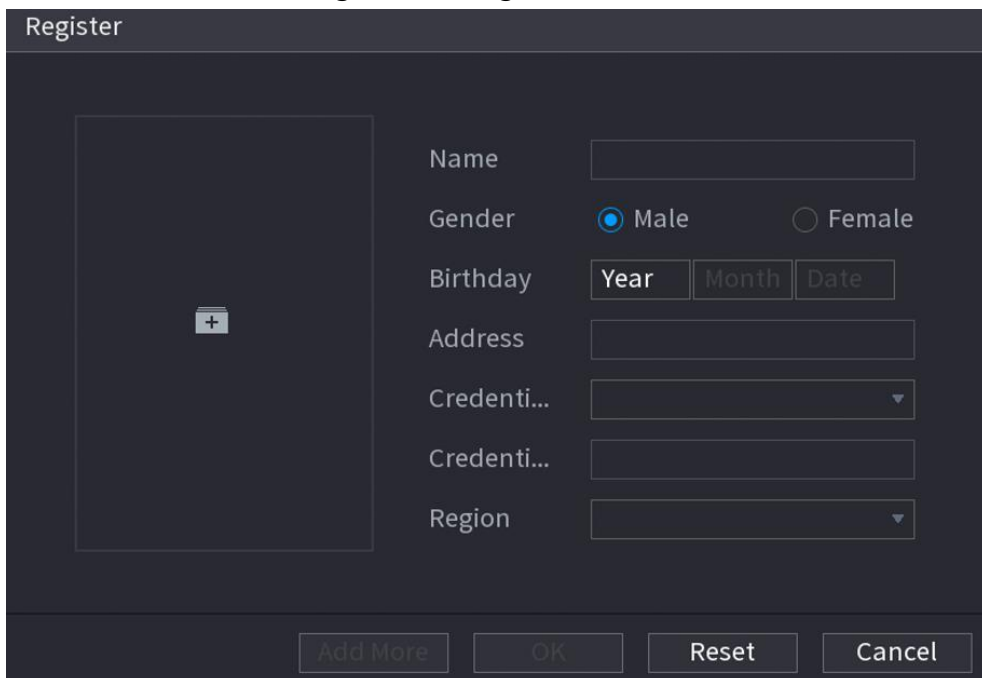 Register
Name
Gender Male Female
Birthday Year Month Date
Address
Credenti...
Credenti...
Region
Add More OK Reset Cancel